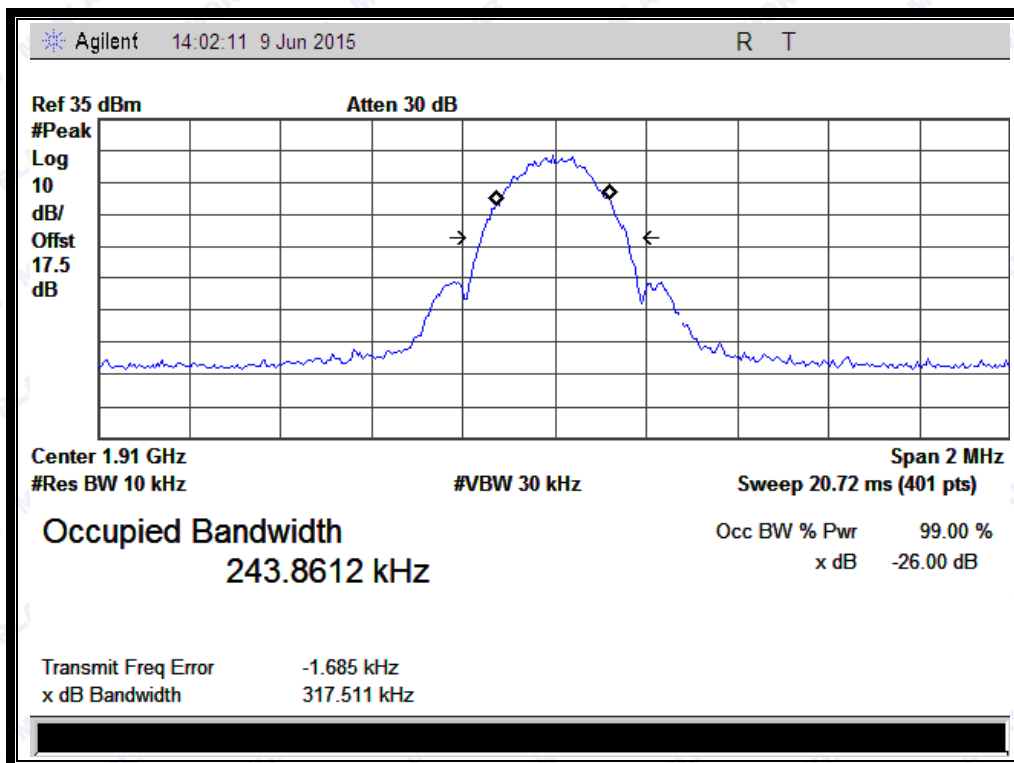 Agilent 14:02:11 9 Jun 2015 R T
Ref 35 dBm Atten 30 dB
#Peak
Log
10
dB/
Offst
17.5
dB
Center 1.91 GHz Span 2 MHz
#Res BW 10 kHz #VBW 30 kHz Sweep 20.72 ms (401 pts)
Occupied Bandwidth Occ BW % Pwr 99.00 %
243.8612 kHz x dB -26.00 dB
Transmit Freq Error -1.685 kHz
x dB Bandwidth 317.511 kHz